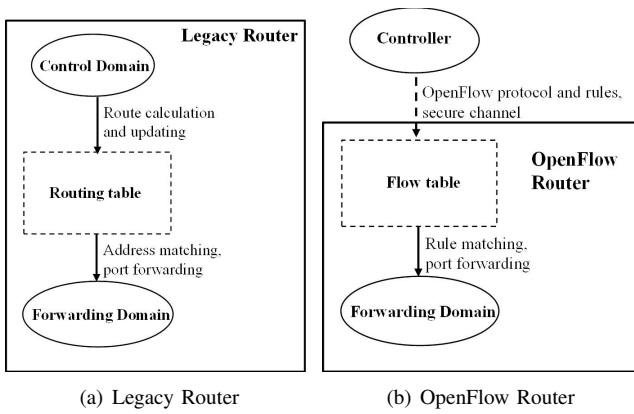 Legacy Router
Control Domain
Route calculation
and updating
Routing table
Address matching,
port forwarding
Forwarding Domain
(a) Legacy Router
Controller
OpenFlow protocol and rules,
secure channel
OpenFlow
Router
Flow table
Rule matching,
port forwarding
Forwarding Domain
(b) OpenFlow Router